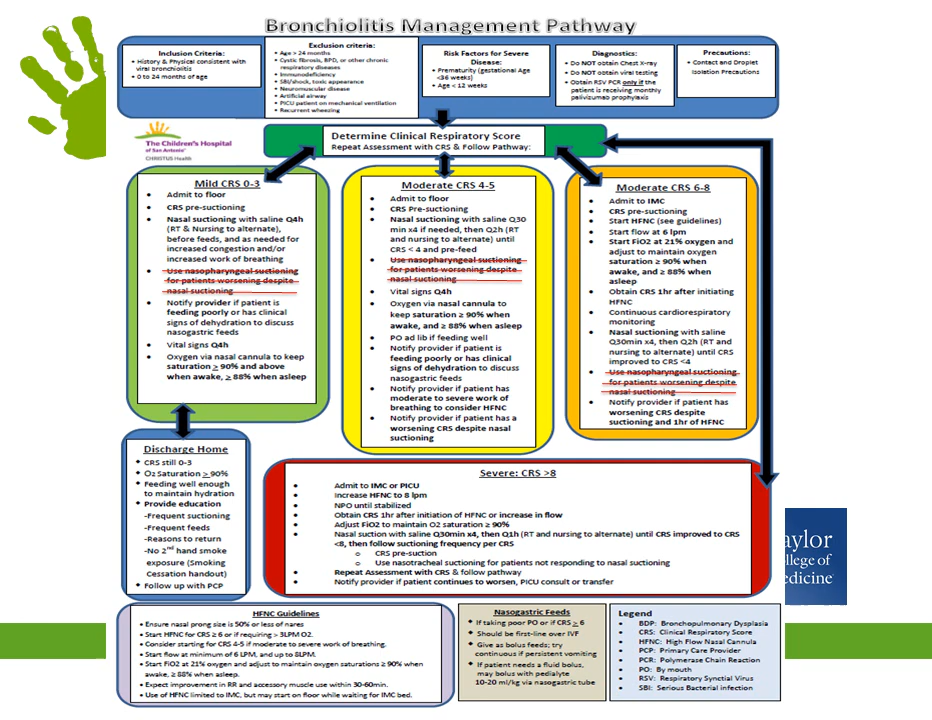 Bronchiolitis Management Pathway
Inclusion Criteria:
• History & Physical consistent with
viral bronchiolitis
• 0 to 24 months of age
Exclusion criteria:
• Age > 24 months
• Cystic fibrosis, BPD, or other chronic
respiratory diseases
• Immunodeficiency
• SBI/shock, toxic appearance
• Neuromuscular disease
• Artificial airway
• PICU patient on mechanical ventilation
• Recurrent wheezing
Risk Factors for Severe
Disease:
• Prematurity (gestational Age
<36 weeks)
• Age < 12 weeks
Diagnostics:
• Do NOT obtain Chest X-ray
• Do NOT obtain viral testing
• Obtain RSV PCR only if the
patient is receiving monthly
palivizumab prophylaxis
Precautions:
• Contact and Droplet
Isolation Precautions
The Children's Hospital
of San Antonio
CHRISTUS Health
Determine Clinical Respiratory Score
Repeat Assessment with CRS & Follow Pathway:
Mild CRS 0-3
• Admit to floor
• CRS pre-suctioning
• Nasal suctioning with saline Q4h
(RT & Nursing to alternate),
before feeds, and as needed for
increased congestion and/or
increased work of breathing
• Use nasopharyngeal suctioning
for patients worsening despite
nasal suctioning
• Notify provider if patient is
feeding poorly or has clinical
signs of dehydration to discuss
nasogastric feeds
• Vital signs Q4h
• Oxygen via nasal cannula to keep
saturation ≥ 90% and above
when awake, ≥ 88% when asleep
Moderate CRS 4-5
• Admit to floor
• CRS Pre-suctioning
• Nasal suctioning with saline Q30
min x4 if needed, then Q2h (RT
and nursing to alternate) until
CRS < 4 and pre-feed
• Use nasopharyngeal suctioning
for patients worsening despite
nasal suctioning
• Vital signs Q4h
• Oxygen via nasal cannula to
keep saturation ≥ 90% when
awake, and ≥ 88% when asleep
• PO ad lib if feeding well
• Notify provider if patient is
feeding poorly or has clinical
signs of dehydration to discuss
nasogastric feeds
• Notify provider if patient has
moderate to severe work of
breathing to consider HFNC
• Notify provider if patient has a
worsening CRS despite nasal
suctioning
Moderate CRS 6-8
• Admit to IMC
• CRS pre-suctioning
• Start HFNC (see guidelines)
• Start flow at 6 lpm
• Start FiO2 at 21% oxygen and
adjust to maintain oxygen
saturation ≥ 90% when
awake, and ≥ 88% when
asleep
• Obtain CRS 1hr after initiating
HFNC
• Continuous cardiorespiratory
monitoring
• Nasal suctioning with saline
Q30min x4, then Q2h (RT and
nursing to alternate) until CRS
improved to CRS <4
• Use nasopharyngeal suctioning
for patients worsening despite
nasal suctioning
• Notify provider if patient has
worsening CRS despite
suctioning and 1hr of HFNC
Discharge Home
• CRS still 0-3
• O2 Saturation ≥ 90%
• Feeding well enough
to maintain hydration
• Provide education
-Frequent suctioning
-Frequent feeds
-Reasons to return
-No 2nd hand smoke
exposure (Smoking
Cessation handout)
• Follow up with PCP
Severe: CRS >8
• Admit to IMC or PICU
• Increase HFNC to 8 lpm
• NPO until stabilized
• Obtain CRS 1hr after initiation of HFNC or increase in flow
• Adjust FiO2 to maintain O2 saturation ≥ 90%
• Nasal suction with saline Q30min x4, then Q1h (RT and nursing to alternate) until CRS improved to CRS
<8, then follow suctioning frequency per CRS
o CRS pre-suction
o Use nasotracheal suctioning for patients not responding to nasal suctioning
• Repeat Assessment with CRS & follow pathway
• Notify provider if patient continues to worsen, PICU consult or transfer
aylor
llege of
edicine
HFNC Guidelines
• Ensure nasal prong size is 50% or less of nares
• Start HFNC for CRS ≥ 6 or if requiring > 3LPM O2.
• Consider starting for CRS 4-5 if moderate to severe work of breathing.
• Start flow at minimum of 6 LPM, and up to 8LPM.
• Start FiO2 at 21% oxygen and adjust to maintain oxygen saturations ≥ 90% when
awake, ≥ 88% when asleep.
• Expect improvement in RR and accessory muscle use within 30-60min.
• Use of HFNC limited to IMC, but may start on floor while waiting for IMC bed.
Nasogastric Feeds
• If taking poor PO or if CRS ≥ 6
• Should be first-line over IVF
• Give as bolus feeds; try
continuous if persistent vomiting
• If patient needs a fluid bolus,
may bolus with pedialyte
10-20 ml/kg via nasogastric tube
Legend
• BDP: Bronchopulmonary Dysplasia
• CRS: Clinical Respiratory Score
• HFNC: High Flow Nasal Cannula
• PCP: Primary Care Provider
• PCR: Polymerase Chain Reaction
• PO: By mouth
• RSV: Respiratory Synctial Virus
• SBI: Serious Bacterial infection